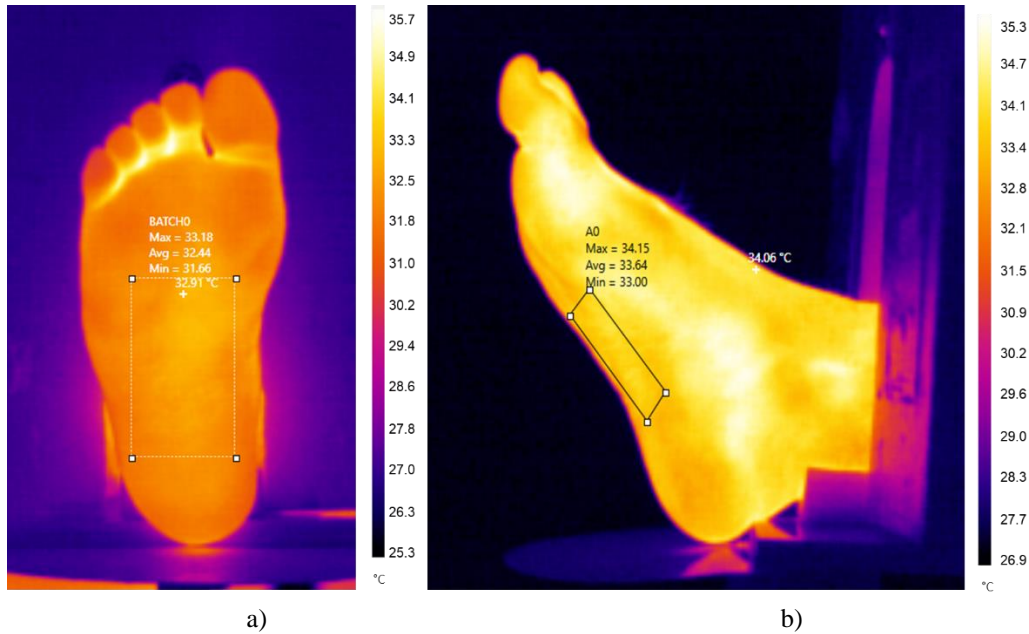 35.7
34.9
34.1
33.3
32.5
31.8
31.0
30.2
29.4
28.6
27.8
27.0
26.3
25.3
°C
BATCH0
Max = 33.18
Avg = 32.44
Min = 31.66
32.91 °C
a)
35.3
34.7
34.1
33.4
32.8
32.1
31.5
30.9
30.2
29.6
29.0
28.3
27.7
26.9
°C
A0
Max = 34.15
Avg = 33.64
Min = 33.00
34.06 °C
b)